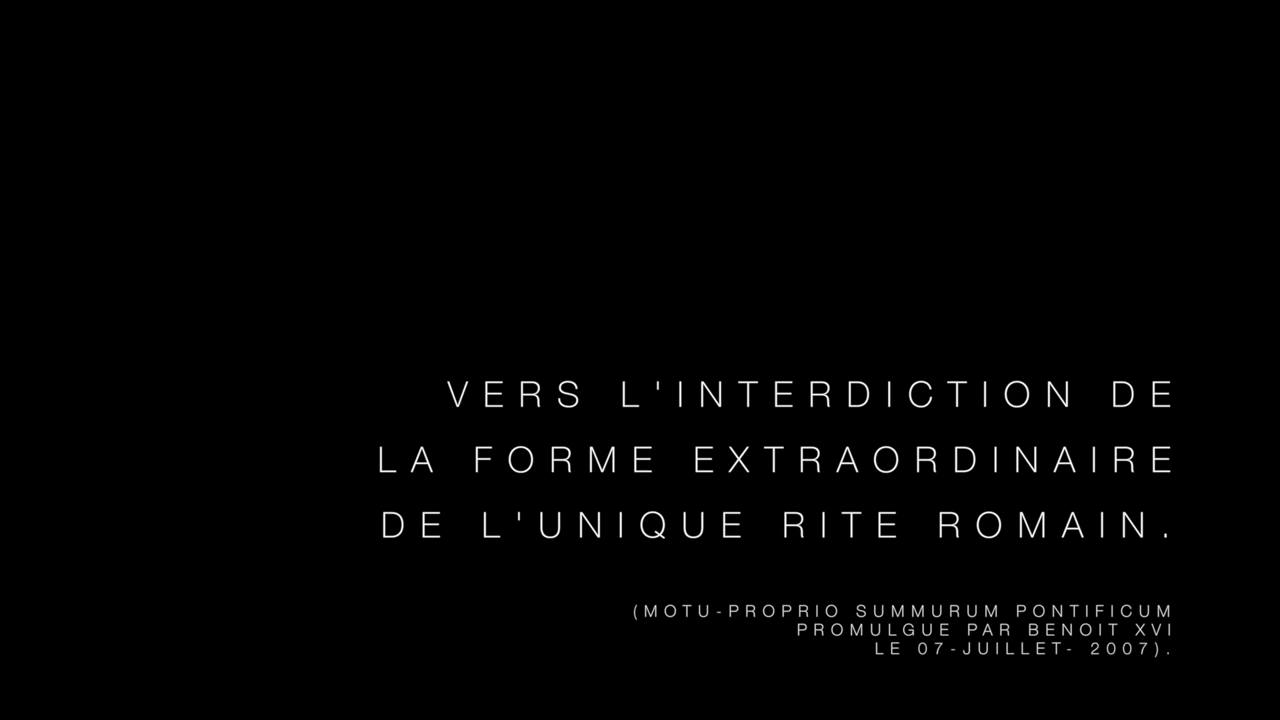 VERS L'INTERDICTION DE
LA FORME EXTRAORDINAIRE
DE L'UNIQUE RITE ROMAIN.
(MOTU-PROPRIO SUMMURUM PONTIFICUM
PROMULGUE PAR BENOIT XVI
LE 07-JUILLET- 2007).